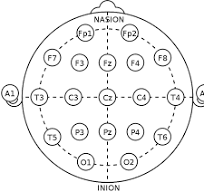 NASION
Fp1 Fp2
F7 F3 Fz F4 F8
A1 T3 C3 Cz C4 T4
T5 P3 Pz P4 T6
O1 O2
INION